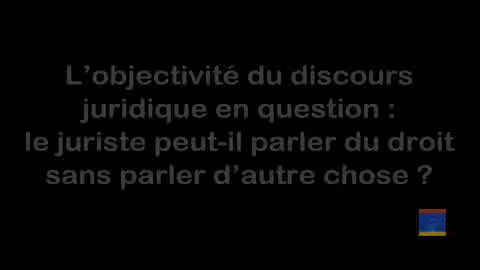 L'objectivité du discours
juridique en question :
le juriste peut-il parler du droit
sans parler d'autre chose ?